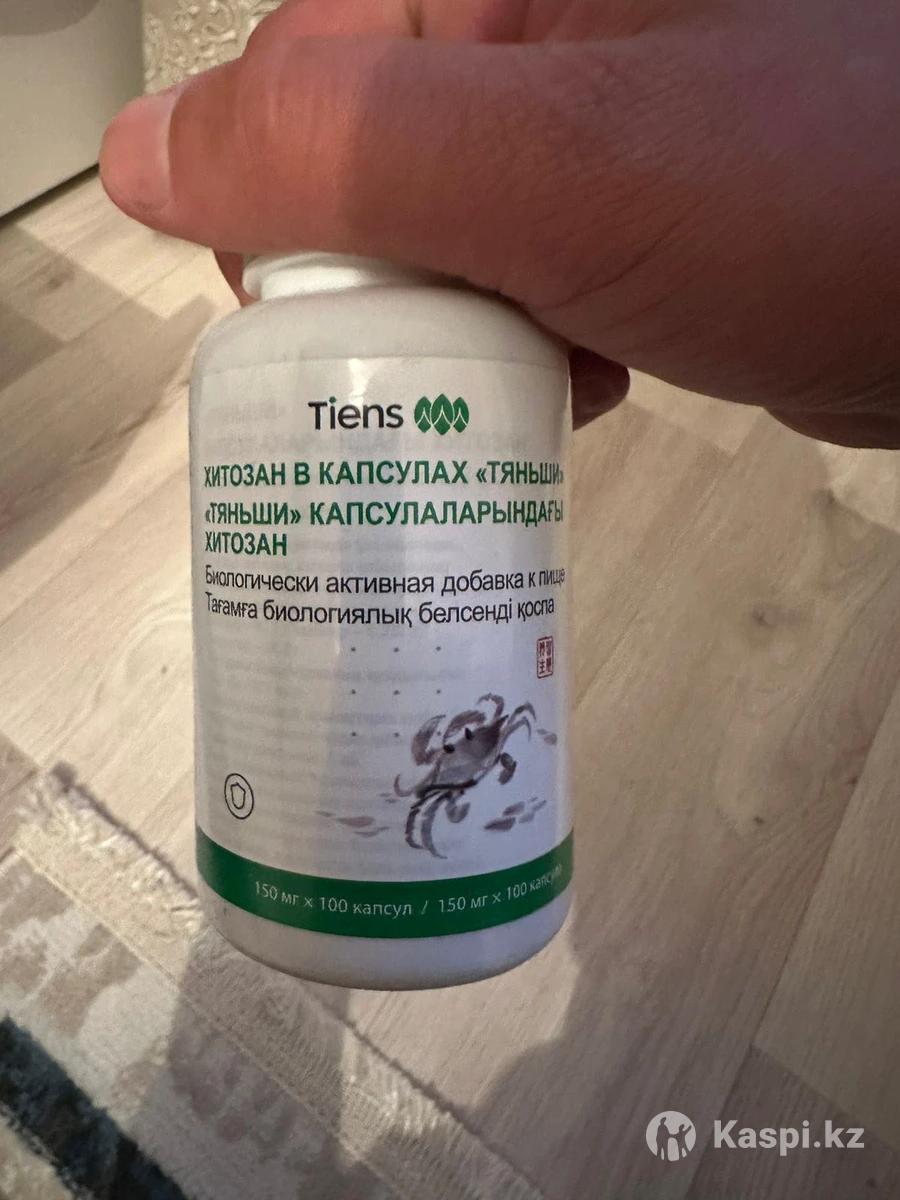 Tiens
ХИТОЗАН В КАПСУЛАХ «ТЯНЬШИ»
«ТЯНЬШИ» КАПСУЛАЛАРЫНДАҒЫ
ХИТОЗАН
Биологически активная добавка к пище
Тағамға биологиялық белсенді қоспа
150 мг × 100 капсул / 150 мг × 100 капсула
Kaspi.kz